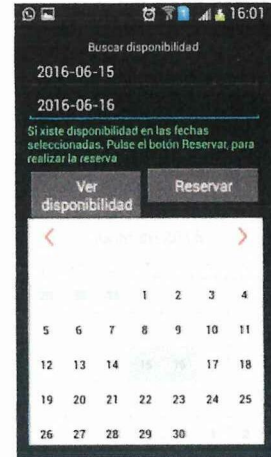 16:01
Buscar disponibilidad
2016-06-15
2016-06-16
Si xiste disponibilidad en las fechas
seleccionadas. Pulse el botón Reservar, para
realizar la reserva
Ver
disponibilidad
Reservar
1 2 3 4
5 6 7 8 9 10 11
12 13 14 15 16 17 18
19 20 21 22 23 24 25
26 27 28 29 30